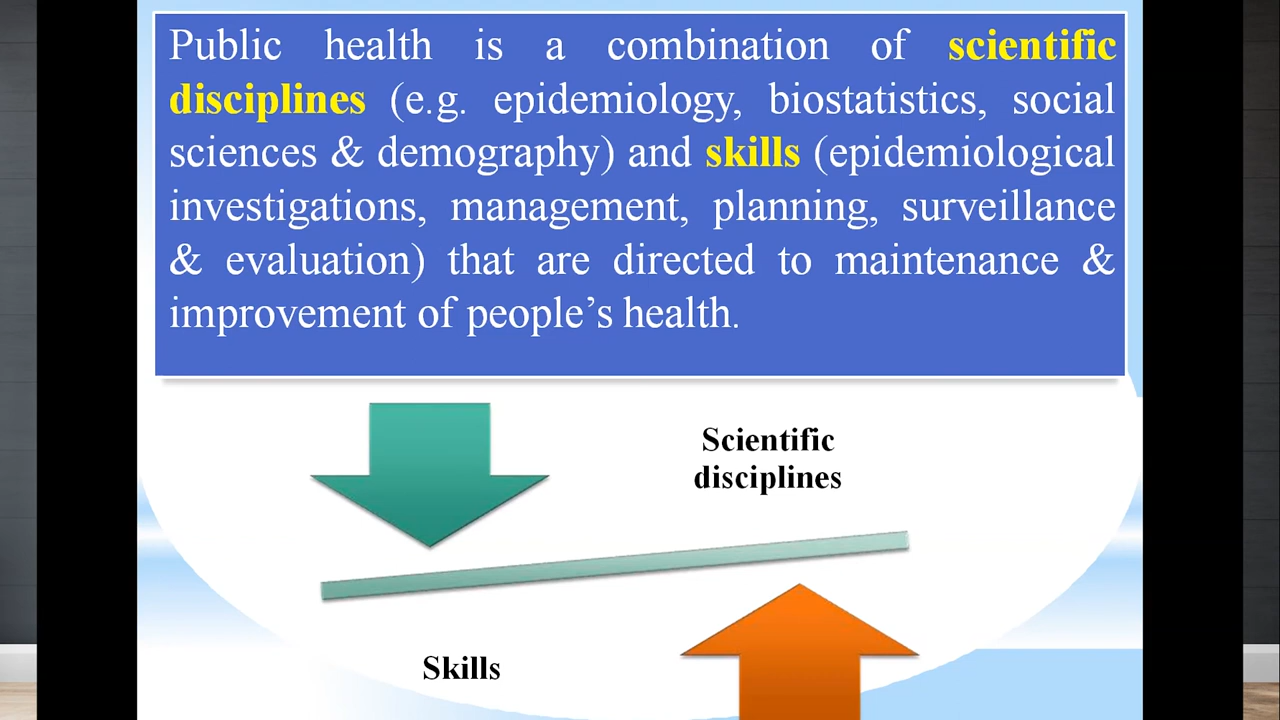 Public health is a combination of scientific
disciplines (e.g. epidemiology, biostatistics, social
sciences & demography) and skills (epidemiological
investigations, management, planning, surveillance
& evaluation) that are directed to maintenance &
improvement of people’s health.
Scientific
disciplines
Skills